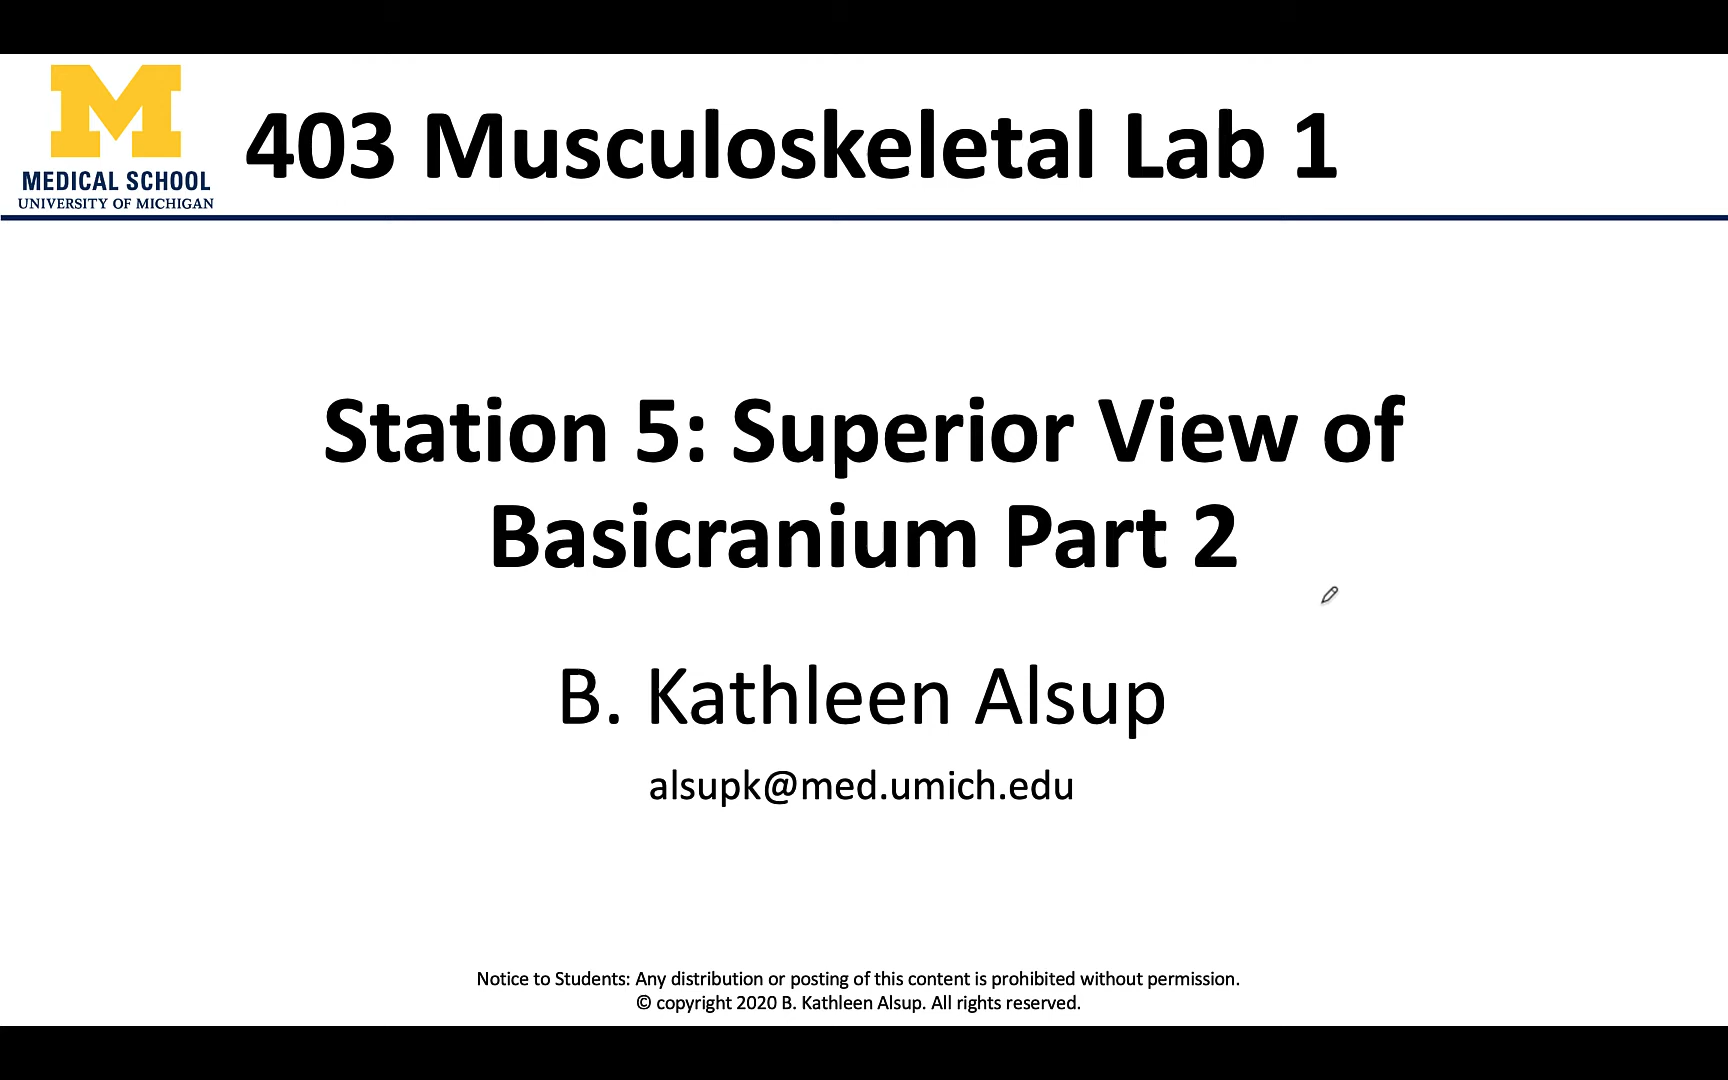 M
MEDICAL SCHOOL
UNIVERSITY OF MICHIGAN
403 Musculoskeletal Lab 1
Station 5: Superior View of
Basicranium Part 2
B. Kathleen Alsup
alsupk@med.umich.edu
Notice to Students: Any distribution or posting of this content is prohibited without permission.
© copyright 2020 B. Kathleen Alsup. All rights reserved.